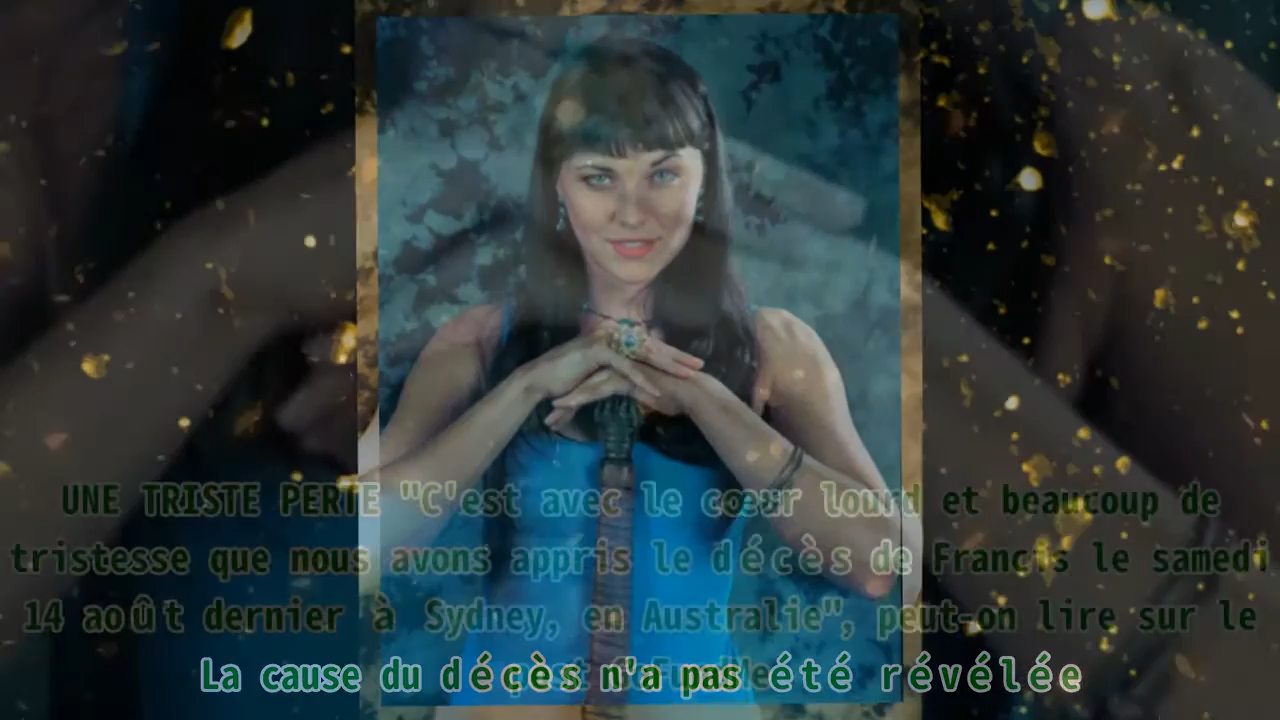 UNE TRISTE PERTE "C'est avec le cœur lourd et beaucoup de
tristesse que nous avons appris le décès de Francis le samedi
14 août dernier à Sydney, en Australie", peut-on lire sur le
La cause du décès n'a pas été révélée